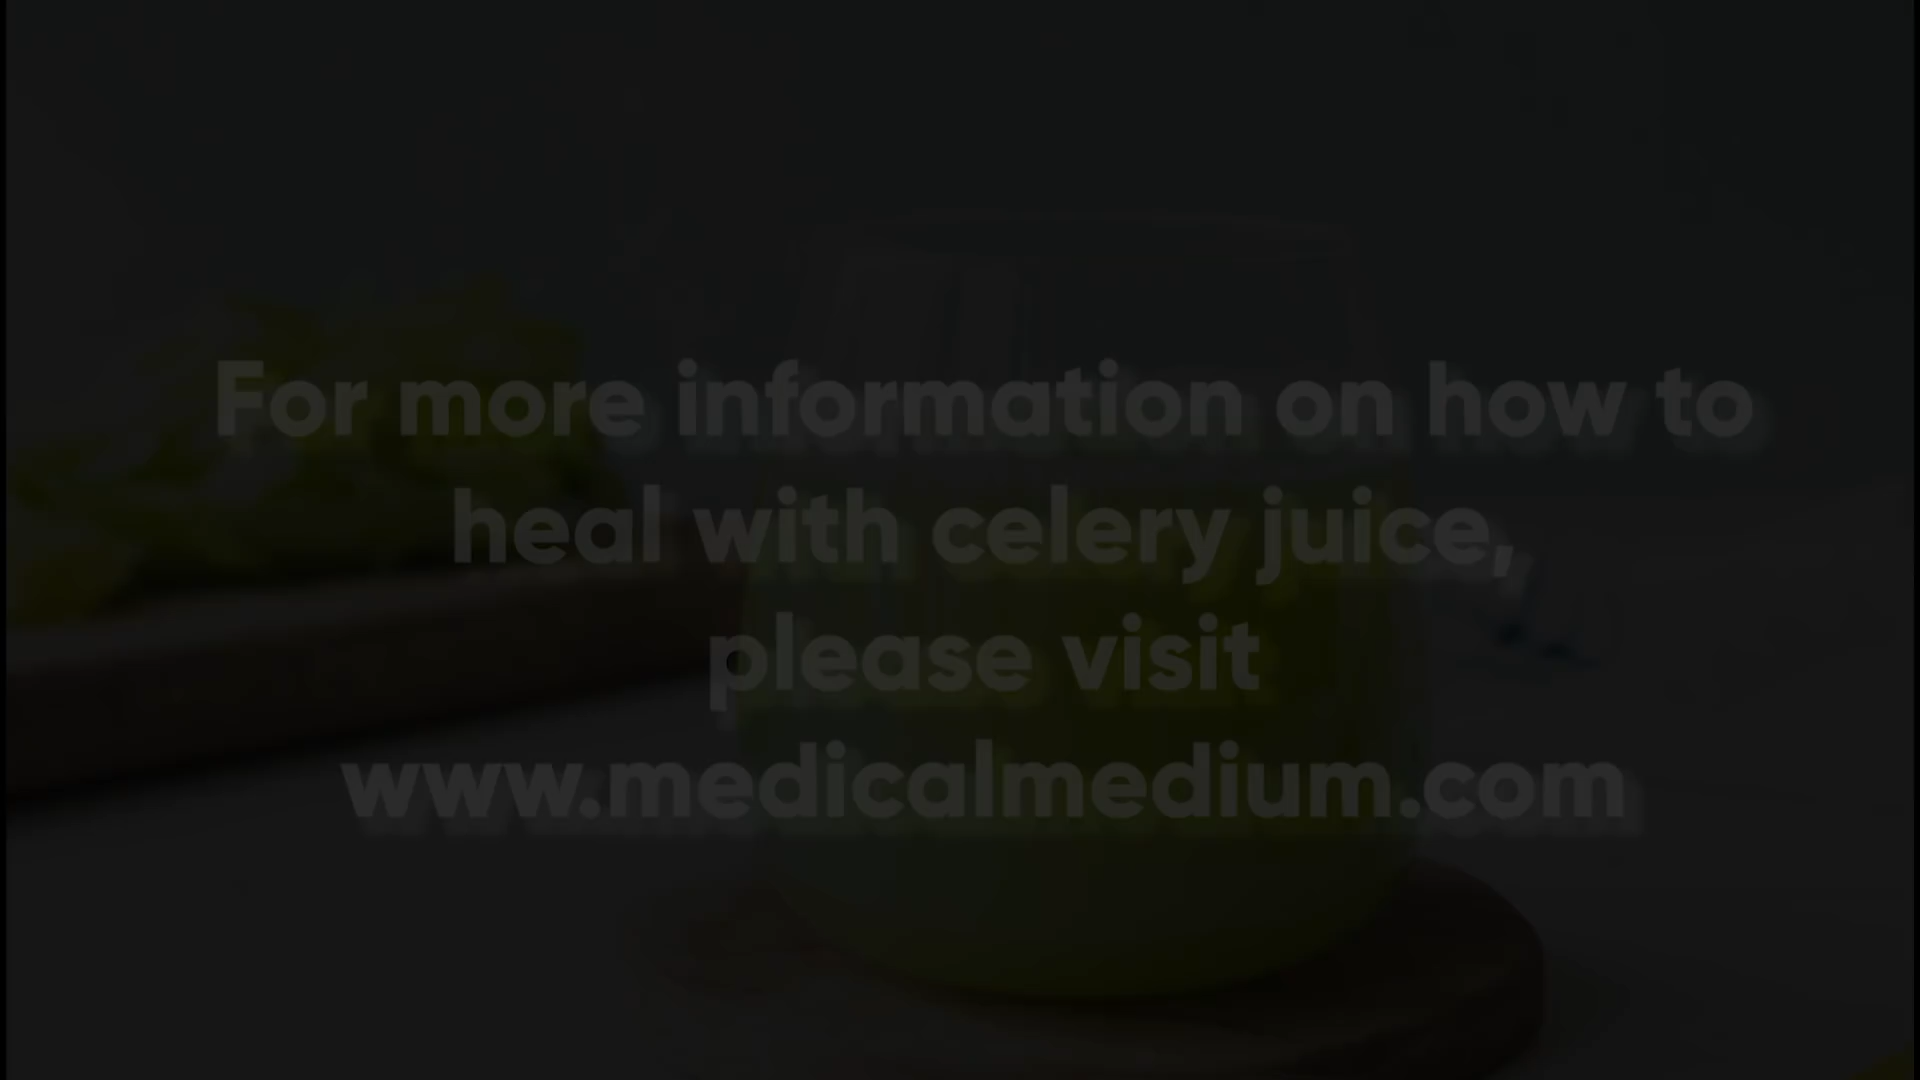 For more information on how to
heal with celery juice,
please visit
www.medicalmedium.com